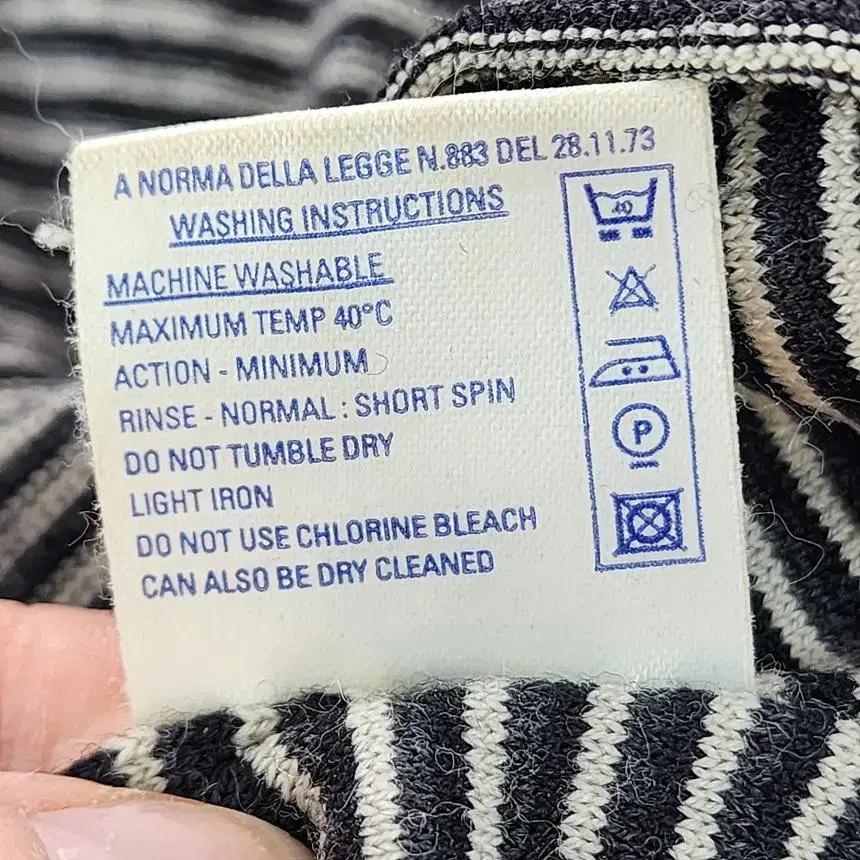 A NORMA DELLA LEGGE N.883 DEL 28.11.73
WASHING INSTRUCTIONS
MACHINE WASHABLE
MAXIMUM TEMP 40°C
ACTION - MINIMUM
RINSE - NORMAL : SHORT SPIN
DO NOT TUMBLE DRY
LIGHT IRON
DO NOT USE CHLORINE BLEACH
CAN ALSO BE DRY CLEANED
40
P